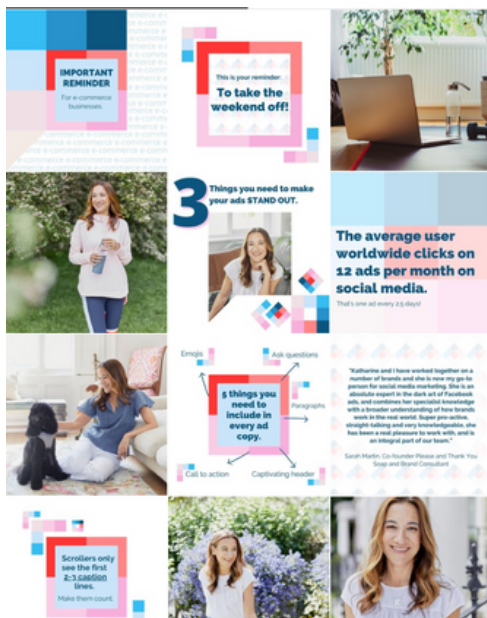 IMPORTANT
REMINDER
For e-commerce
businesses.
This is your reminder:
To take the
weekend off!
3
Things you need to make
your ads STAND OUT.
The average user
worldwide clicks on
12 ads per month on
social media.
That's one ad every 2.5 days!
Emojis
Ask questions
5 things you
need to
include in
every ad
copy.
Paragraphs
Call to action
Captivating header
"Katharine and I have worked together on a
number of brands and she is now my go-to
person for social media marketing. She is an
absolute expert in the dark art of Facebook
ads, and combines her specialist knowledge
with a broader understanding of how brands
work in the real world. Super pro-active,
straight-talking and very knowledgeable, she
has been a real pleasure to work with, and is
an integral part of our team."
Sarah Martin, Co-founder Please and Thank You
Soap and Brand Consultant
Scrollers only
see the first
2-3 caption
lines.
Make them count.